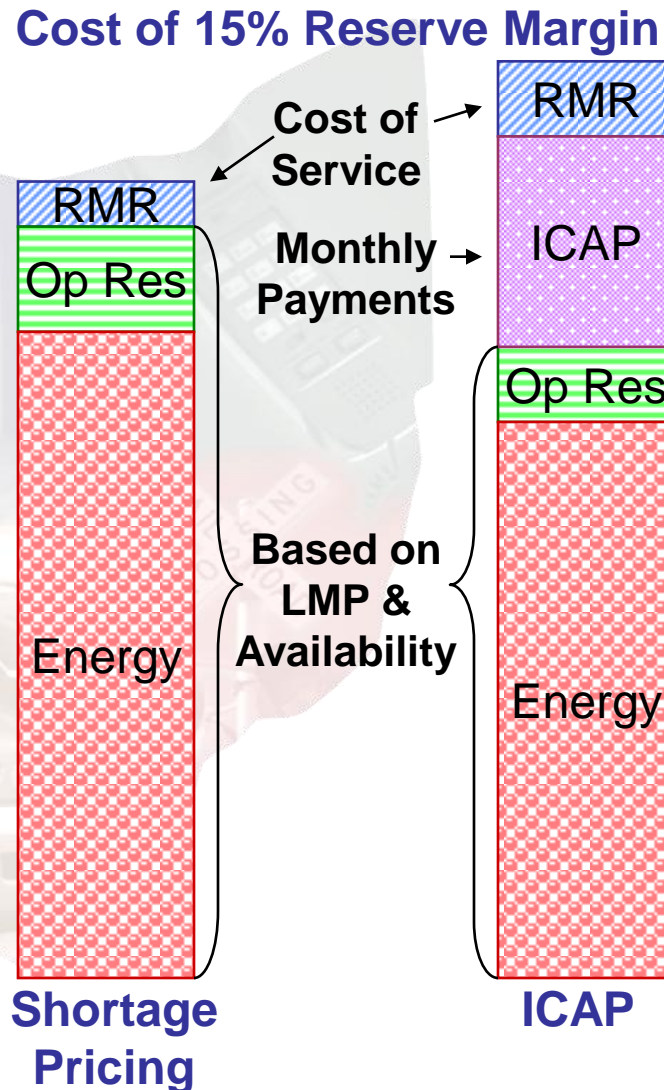 Cost of 15% Reserve Margin
RMR
Op Res
Energy
Shortage
Pricing
Cost of
Service
Monthly
Payments
Based on
LMP &
Availability
RMR
ICAP
Op Res
Energy
ICAP